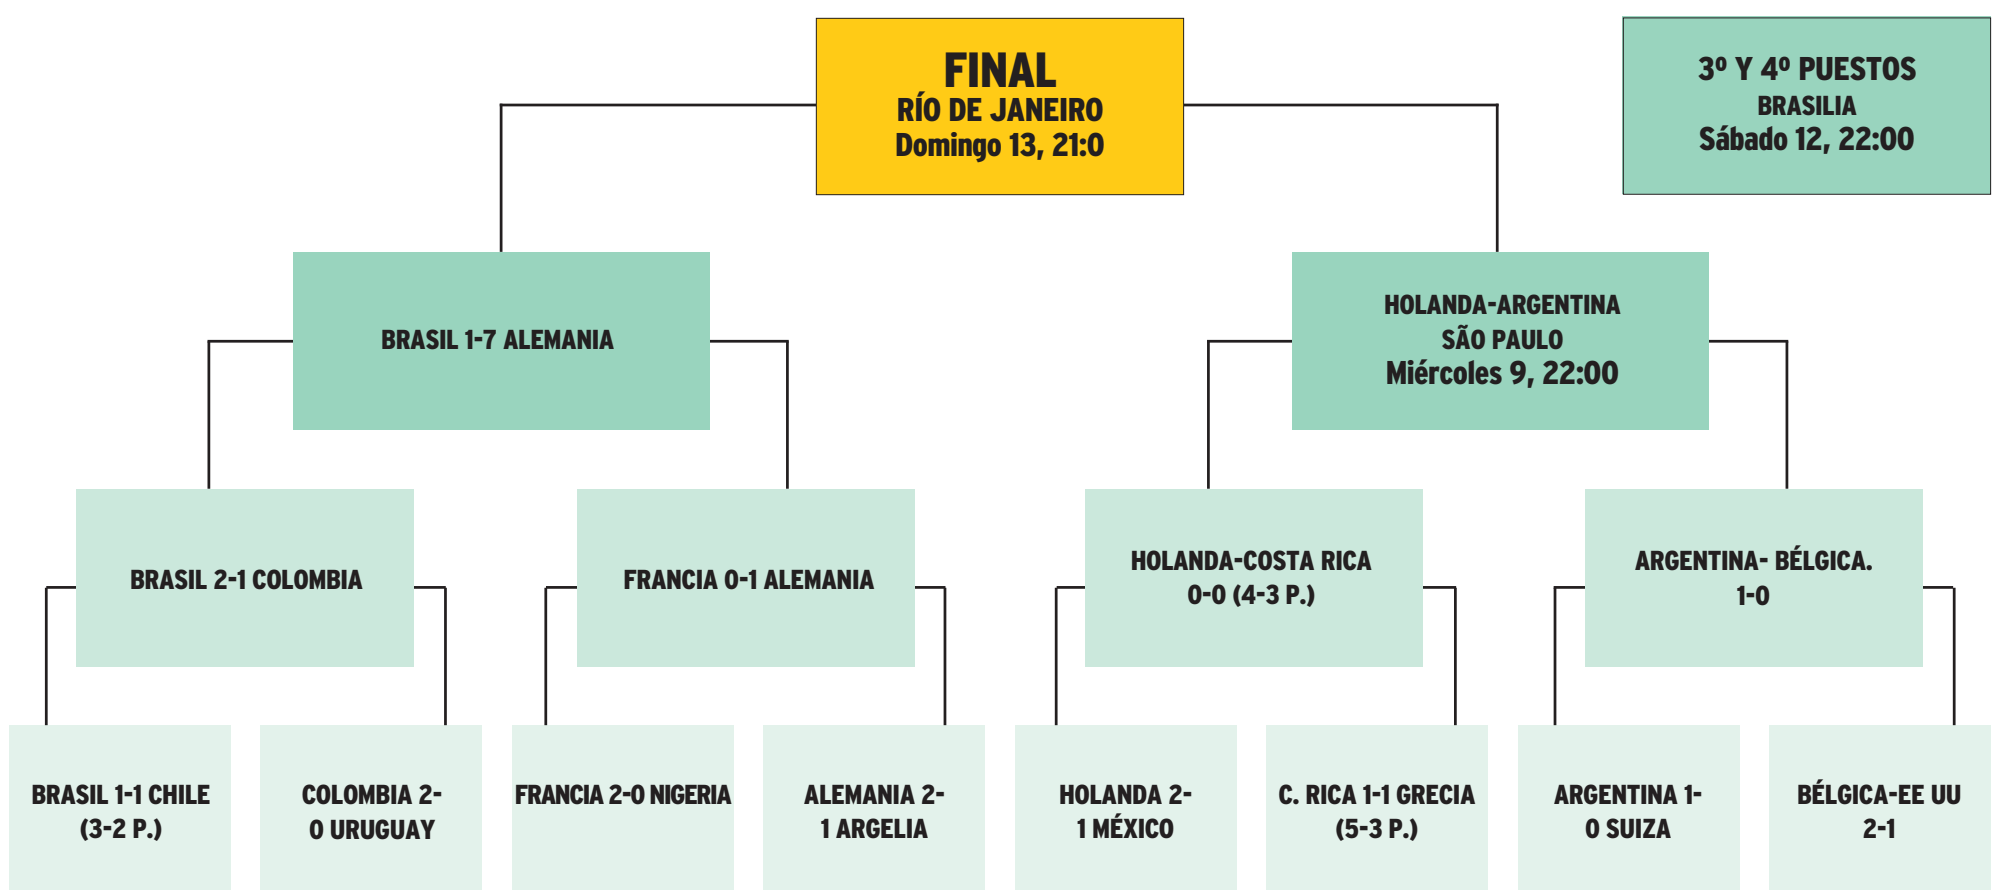 FINAL
RÍO DE JANEIRO
Domingo 13, 21:0
3º Y 4º PUESTOS
BRASILIA
Sábado 12, 22:00
BRASIL 1-7 ALEMANIA
HOLANDA-ARGENTINA
SÃO PAULO
Miércoles 9, 22:00
BRASIL 2-1 COLOMBIA
FRANCIA 0-1 ALEMANIA
HOLANDA-COSTA RICA
0-0 (4-3 P.)
ARGENTINA- BÉLGICA.
1-0
BRASIL 1-1 CHILE
(3-2 P.)
COLOMBIA 2-
0 URUGUAY
FRANCIA 2-0 NIGERIA
ALEMANIA 2-
1 ARGELIA
HOLANDA 2-
1 MÉXICO
C. RICA 1-1 GRECIA
(5-3 P.)
ARGENTINA 1-
0 SUIZA
BÉLGICA-EE UU
2-1